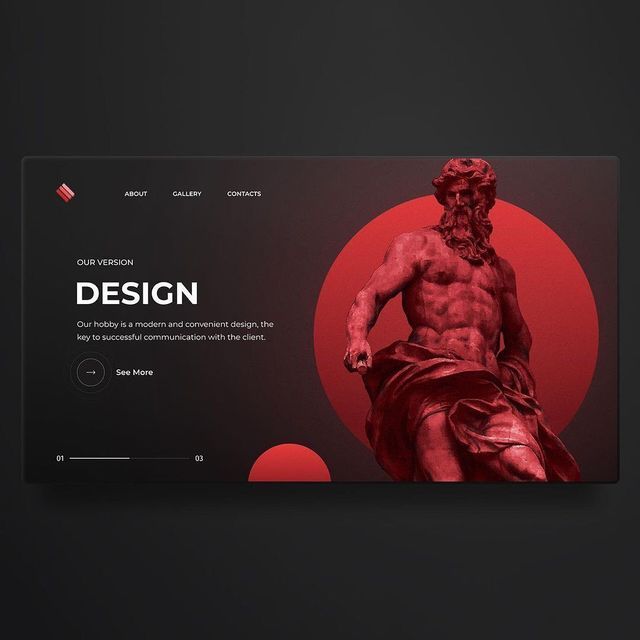 ABOUT GALLERY CONTACTS
OUR VERSION
DESIGN
Our hobby is a modern and convenient design, the
key to successful communication with the client.
See More
01 03